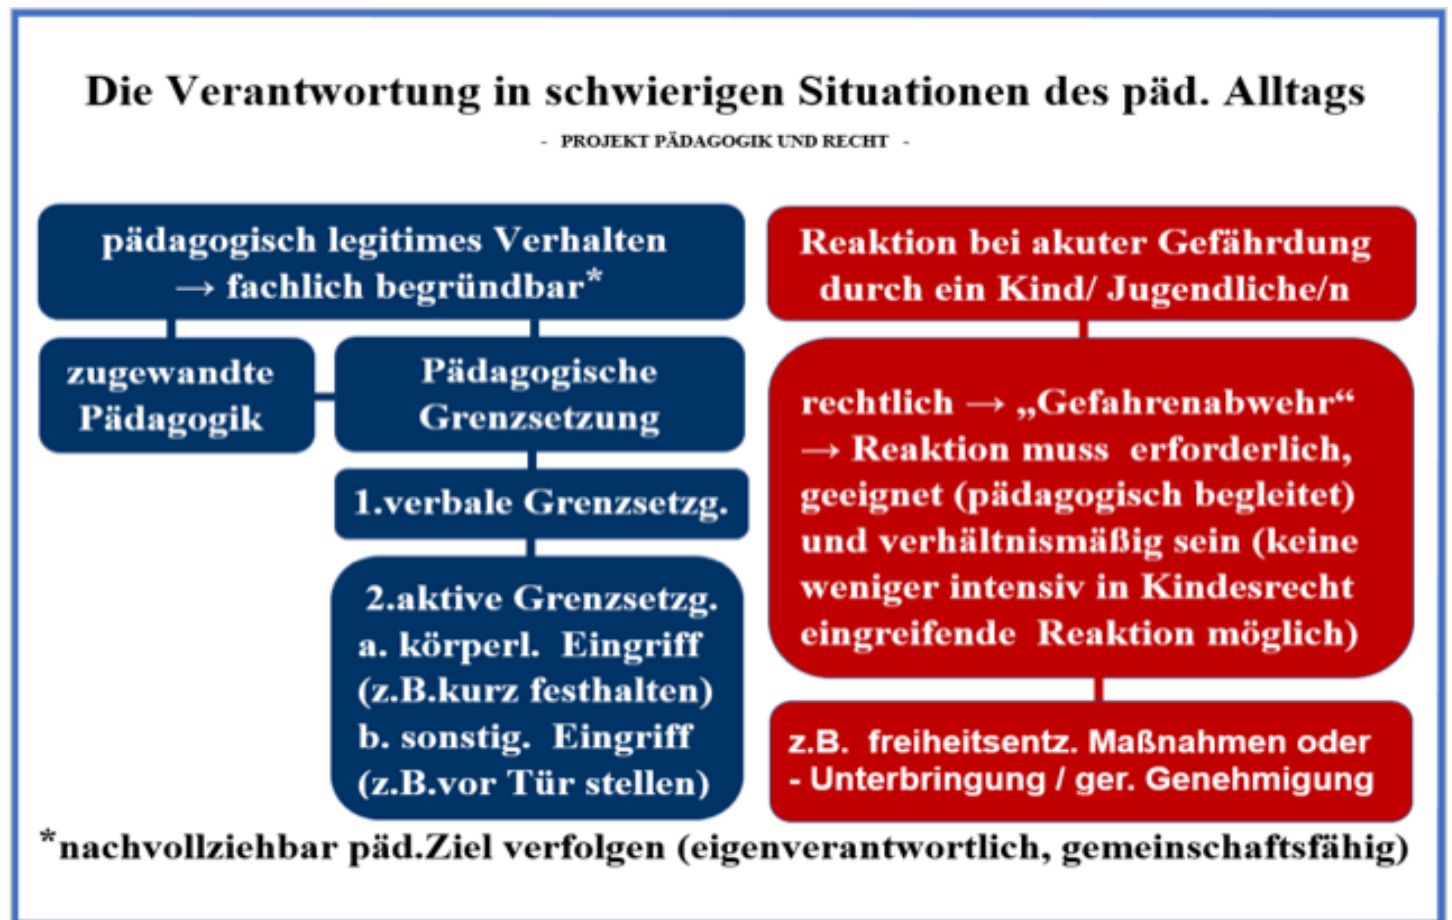 Die Verantwortung in schwierigen Situationen des päd. Alltags
- PROJEKT PÄDAGOGIK UND RECHT -
pädagogisch legitimes Verhalten
→ fachlich begründbar*
zugewandte
Pädagogik
Pädagogische
Grenzsetzung
1.verbale Grenzsetzg.
2.aktive Grenzsetzg.
a. körperl. Eingriff
(z.B.kurz festhalten)
b. sonstig. Eingriff
(z.B.vor Tür stellen)
Reaktion bei akuter Gefährdung
durch ein Kind/ Jugendliche/n
rechtlich → „Gefahrenabwehr“
→ Reaktion muss erforderlich,
geeignet (pädagogisch begleitet)
und verhältnismäßig sein (keine
weniger intensiv in Kindesrecht
eingreifende Reaktion möglich)
z.B. freiheitsentz. Maßnahmen oder
- Unterbringung / ger. Genehmigung
*nachvollziehbar päd.Ziel verfolgen (eigenverantwortlich, gemeinschaftsfähig)